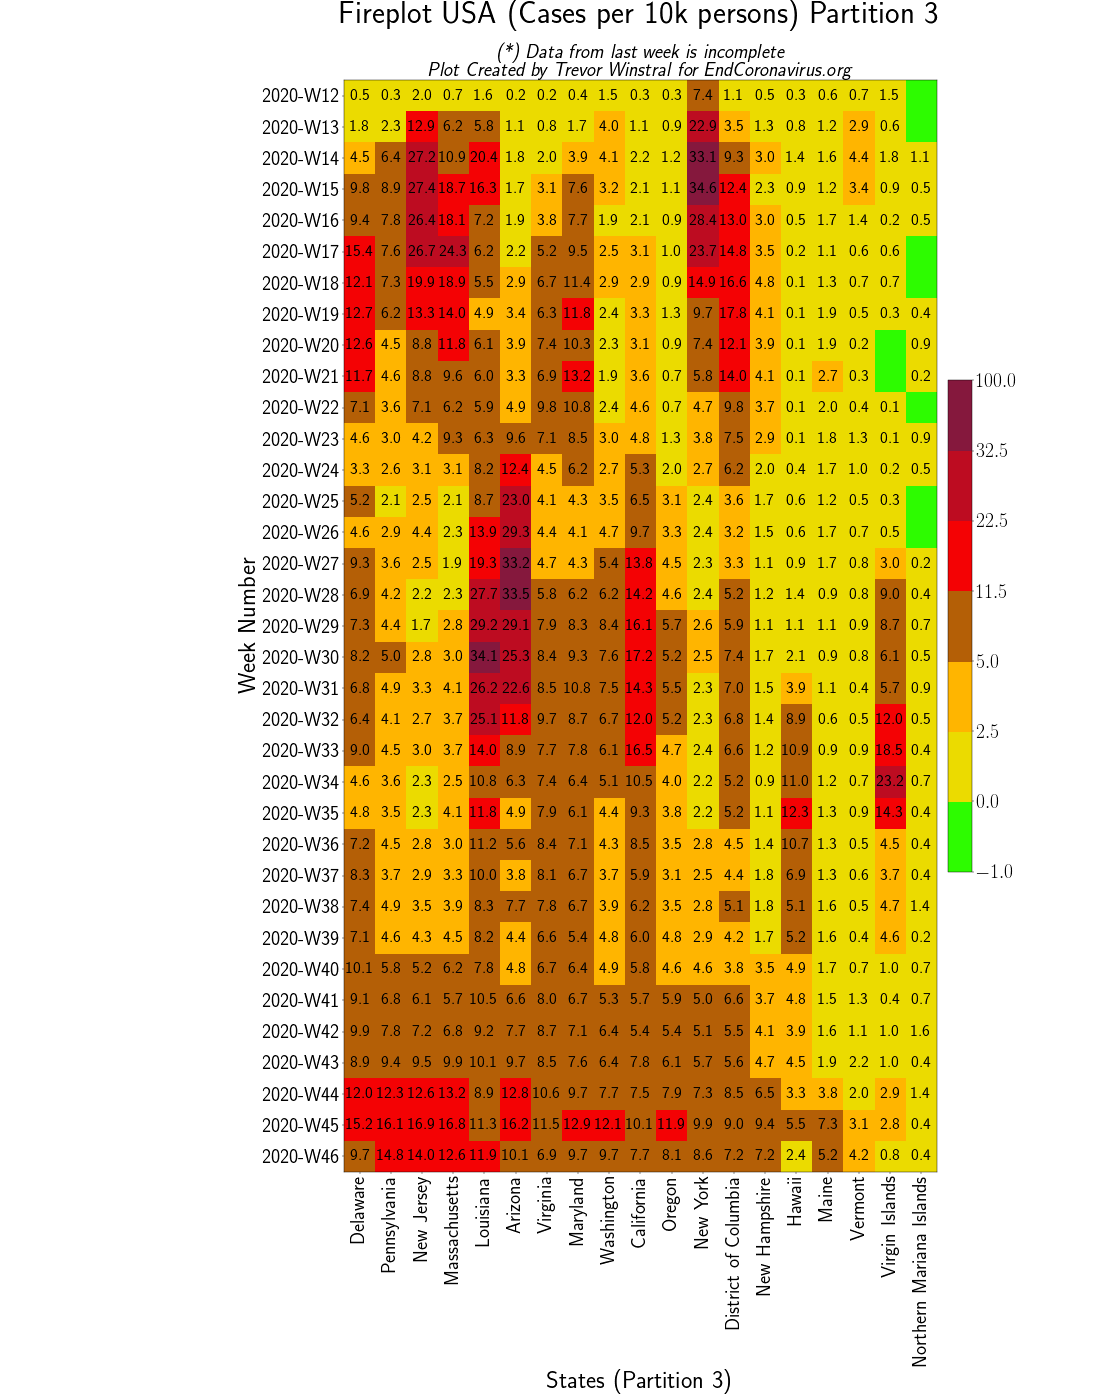 Fireplot USA (Cases per 10k persons) Partition 3
(*) Data from last week is incomplete
Plot Created by Trevor Winstral for EndCoronavirus.org
2020-W12 0.5 0.3 2.0 0.7 1.6 0.2 0.2 0.4 1.5 0.3 0.3 7.4 1.1 0.5 0.3 0.6 0.7 1.5
2020-W13 1.8 2.3 12.9 6.2 5.8 1.1 0.8 1.7 4.0 1.1 0.9 22.9 3.5 1.3 0.8 1.2 2.9 0.6
2020-W14 4.5 6.4 27.2 10.9 20.4 1.8 2.0 3.9 4.1 2.2 1.2 33.1 9.3 3.0 1.4 1.6 4.4 1.8 1.1
2020-W15 9.8 8.9 27.4 18.7 16.3 1.7 3.1 7.6 3.2 2.1 1.1 34.6 12.4 2.3 0.9 1.2 3.4 0.9 0.5
2020-W16 9.4 7.8 26.4 18.1 7.2 1.9 3.8 7.7 1.9 2.1 0.9 28.4 13.0 3.0 0.5 1.7 1.4 0.2 0.5
2020-W17 15.4 7.6 26.7 24.3 6.2 2.2 5.2 9.5 2.5 3.1 1.0 23.7 14.8 3.5 0.2 1.1 0.6 0.6
2020-W18 12.1 7.3 19.9 18.9 5.5 2.9 6.7 11.4 2.9 2.9 0.9 14.9 16.6 4.8 0.1 1.3 0.7 0.7
2020-W19 12.7 6.2 13.3 14.0 4.9 3.4 6.3 11.8 2.4 3.3 1.3 9.7 17.8 4.1 0.1 1.9 0.5 0.3 0.4
2020-W20 12.6 4.5 8.8 11.8 6.1 3.9 7.4 10.3 2.3 3.1 0.9 7.4 12.1 3.9 0.1 1.9 0.2 0.9
2020-W21 11.7 4.6 8.8 9.6 6.0 3.3 6.9 13.2 1.9 3.6 0.7 5.8 14.0 4.1 0.1 2.7 0.3 0.2
2020-W22 7.1 3.6 7.1 6.2 5.9 4.9 9.8 10.8 2.4 4.6 0.7 4.7 9.8 3.7 0.1 2.0 0.4 0.1
2020-W23 4.6 3.0 4.2 9.3 6.3 9.6 7.1 8.5 3.0 4.8 1.3 3.8 7.5 2.9 0.1 1.8 1.3 0.1 0.9
2020-W24 3.3 2.6 3.1 3.1 8.2 12.4 4.5 6.2 2.7 5.3 2.0 2.7 6.2 2.0 0.4 1.7 1.0 0.2 0.5
2020-W25 5.2 2.1 2.5 2.1 8.7 23.0 4.1 4.3 3.5 6.5 3.1 2.4 3.6 1.7 0.6 1.2 0.5 0.3
2020-W26 4.6 2.9 4.4 2.3 13.9 29.3 4.4 4.1 4.7 9.7 3.3 2.4 3.2 1.5 0.6 1.7 0.7 0.5
2020-W27 9.3 3.6 2.5 1.9 19.3 33.2 4.7 4.3 5.4 13.8 4.5 2.3 3.3 1.1 0.9 1.7 0.8 3.0 0.2
2020-W28 6.9 4.2 2.2 2.3 27.7 33.5 5.8 6.2 6.2 14.2 4.6 2.4 5.2 1.2 1.4 0.9 0.8 9.0 0.4
2020-W29 7.3 4.4 1.7 2.8 29.2 29.1 7.9 8.3 8.4 16.1 5.7 2.6 5.9 1.1 1.1 1.1 0.9 8.7 0.7
2020-W30 8.2 5.0 2.8 3.0 34.1 25.3 8.4 9.3 7.6 17.2 5.2 2.5 7.4 1.7 2.1 0.9 0.8 6.1 0.5
2020-W31 6.8 4.9 3.3 4.1 26.2 22.6 8.5 10.8 7.5 14.3 5.5 2.3 7.0 1.5 3.9 1.1 0.4 5.7 0.9
2020-W32 6.4 4.1 2.7 3.7 25.1 11.8 9.7 8.7 6.7 12.0 5.2 2.3 6.8 1.4 8.9 0.6 0.5 12.0 0.5
2020-W33 9.0 4.5 3.0 3.7 14.0 8.9 7.7 7.8 6.1 16.5 4.7 2.4 6.6 1.2 10.9 0.9 0.9 18.5 0.4
2020-W34 4.6 3.6 2.3 2.5 10.8 6.3 7.4 6.4 5.1 10.5 4.0 2.2 5.2 0.9 11.0 1.2 0.7 23.2 0.7
2020-W35 4.8 3.5 2.3 4.1 11.8 4.9 7.9 6.1 4.4 9.3 3.8 2.2 5.2 1.1 12.3 1.3 0.9 14.3 0.4
2020-W36 7.2 4.5 2.8 3.0 11.2 5.6 8.4 7.1 4.3 8.5 3.5 2.8 4.5 1.4 10.7 1.3 0.5 4.5 0.4
2020-W37 8.3 3.7 2.9 3.3 10.0 3.8 8.1 6.7 3.7 5.9 3.1 2.5 4.4 1.8 6.9 1.3 0.6 3.7 0.4
2020-W38 7.4 4.9 3.5 3.9 8.3 7.7 7.8 6.7 3.9 6.2 3.5 2.8 5.1 1.8 5.1 1.6 0.5 4.7 1.4
2020-W39 7.1 4.6 4.3 4.5 8.2 4.4 6.6 5.4 4.8 6.0 4.8 2.9 4.2 1.7 5.2 1.6 0.4 4.6 0.2
2020-W40 10.1 5.8 5.2 6.2 7.8 4.8 6.7 6.4 4.9 5.8 4.6 4.6 3.8 3.5 4.9 1.7 0.7 1.0 0.7
2020-W41 9.1 6.8 6.1 5.7 10.5 6.6 8.0 6.7 5.3 5.7 5.9 5.0 6.6 3.7 4.8 1.5 1.3 0.4 0.7
2020-W42 9.9 7.8 7.2 6.8 9.2 7.7 8.7 7.1 6.4 5.4 5.4 5.1 5.5 4.1 3.9 1.6 1.1 1.0 1.6
2020-W43 8.9 9.4 9.5 9.9 10.1 9.7 8.5 7.6 6.4 7.8 6.1 5.7 5.6 4.7 4.5 1.9 2.2 1.0 0.4
2020-W44 12.0 12.3 12.6 13.2 8.9 12.8 10.6 9.7 7.7 7.5 7.9 7.3 8.5 6.5 3.3 3.8 2.0 2.9 1.4
2020-W45 15.2 16.1 16.9 16.8 11.3 16.2 11.5 12.9 12.1 10.1 11.9 9.9 9.0 9.4 5.5 7.3 3.1 2.8 0.4
2020-W46 9.7 14.8 14.0 12.6 11.9 10.1 6.9 9.7 9.7 7.7 8.1 8.6 7.2 7.2 2.4 5.2 4.2 0.8 0.4
Week Number
Delaware
Pennsylvania
New Jersey
Massachusetts
Louisiana
Arizona
Virginia
Maryland
Washington
California
Oregon
New York
District of Columbia
New Hampshire
Hawaii
Maine
Vermont
Virgin Islands
Northern Mariana Islands
States (Partition 3)
100.0
32.5
22.5
11.5
5.0
2.5
0.0
−1.0